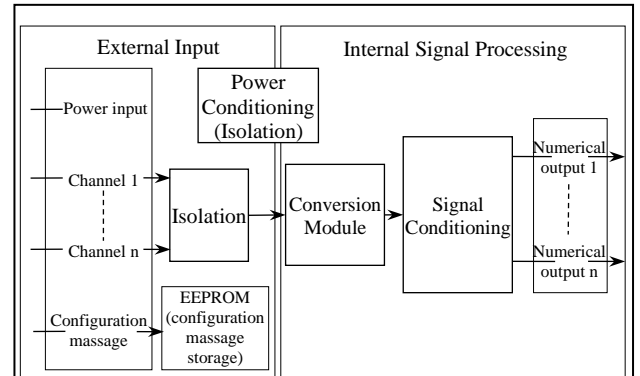 External Input
Internal Signal Processing
Power
Conditioning
(Isolation)
Power input
Channel 1
Channel n
Isolation
Conversion
Module
Signal
Conditioning
Numerical
output 1
Numerical
output n
Configuration
massage
EEPROM
(configuration
massage
storage)